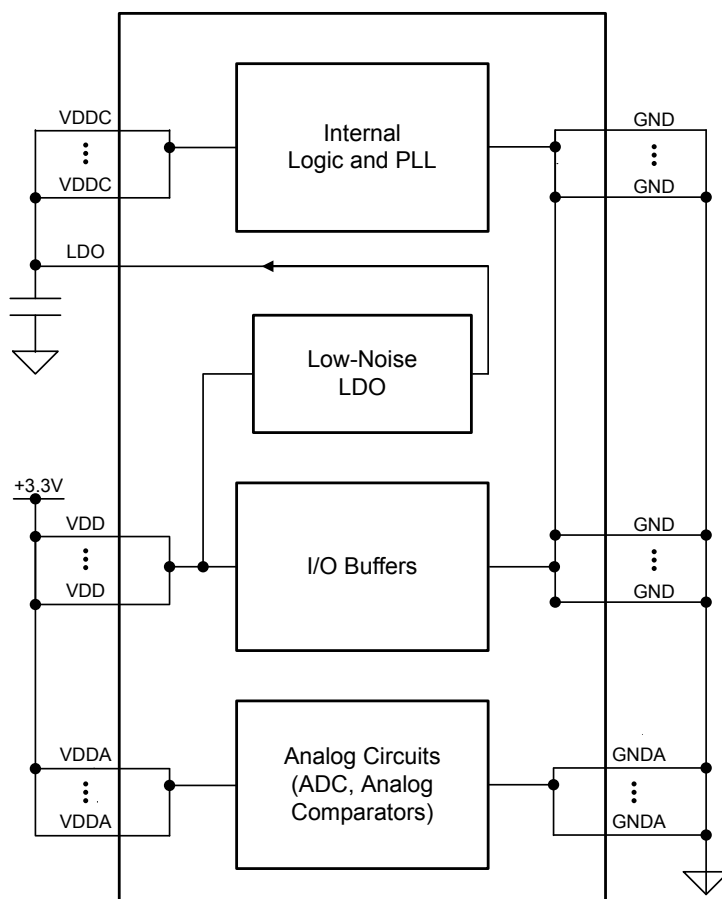 VDDC
Internal
Logic and PLL
GND
VDDC
GND
LDO
Low-Noise
LDO
+3.3V
VDD
I/O Buffers
GND
VDD
GND
VDDA
Analog Circuits
(ADC, Analog
Comparators)
GNDA
VDDA
GNDA